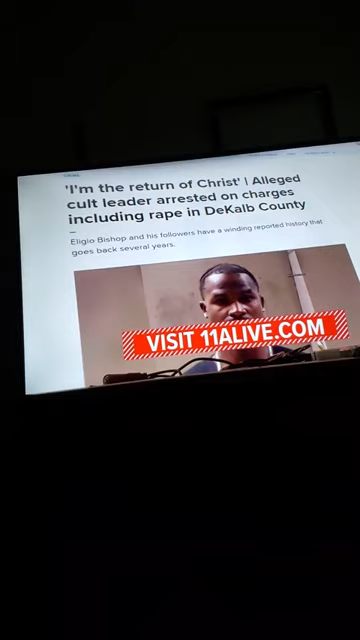 'I'm the return of Christ' | Alleged
cult leader arrested on charges
including rape in DeKalb County
Eligio Bishop and his followers have a winding reported history that
goes back several years.
VISIT 11ALIVE.COM